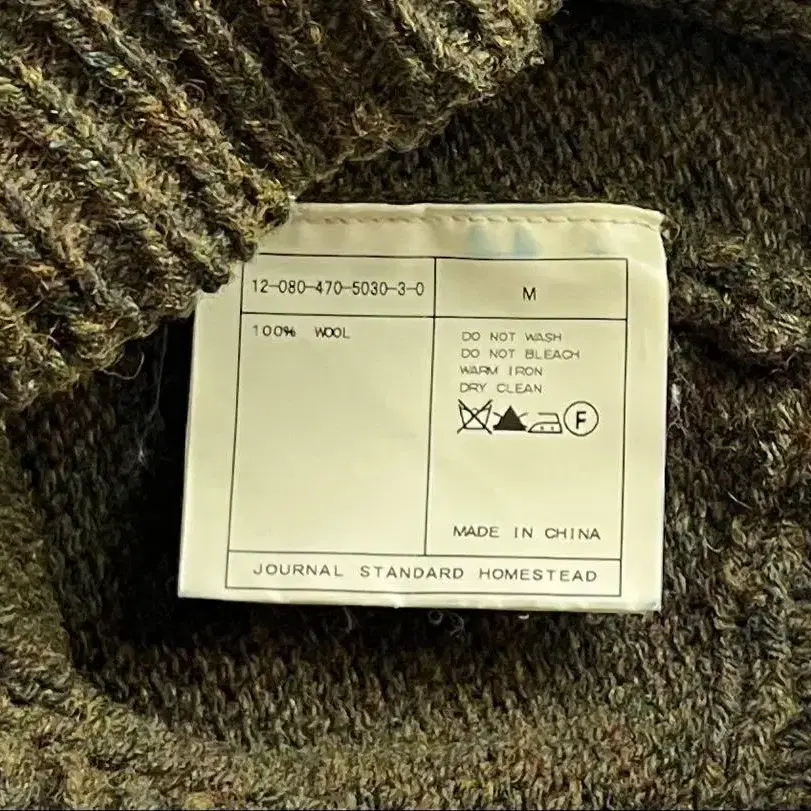 12-080-470-5030-3-0
M
100% WOOL
DO NOT WASH
DO NOT BLEACH
WARM IRON
DRY CLEAN
F
MADE IN CHINA
JOURNAL STANDARD HOMESTEAD